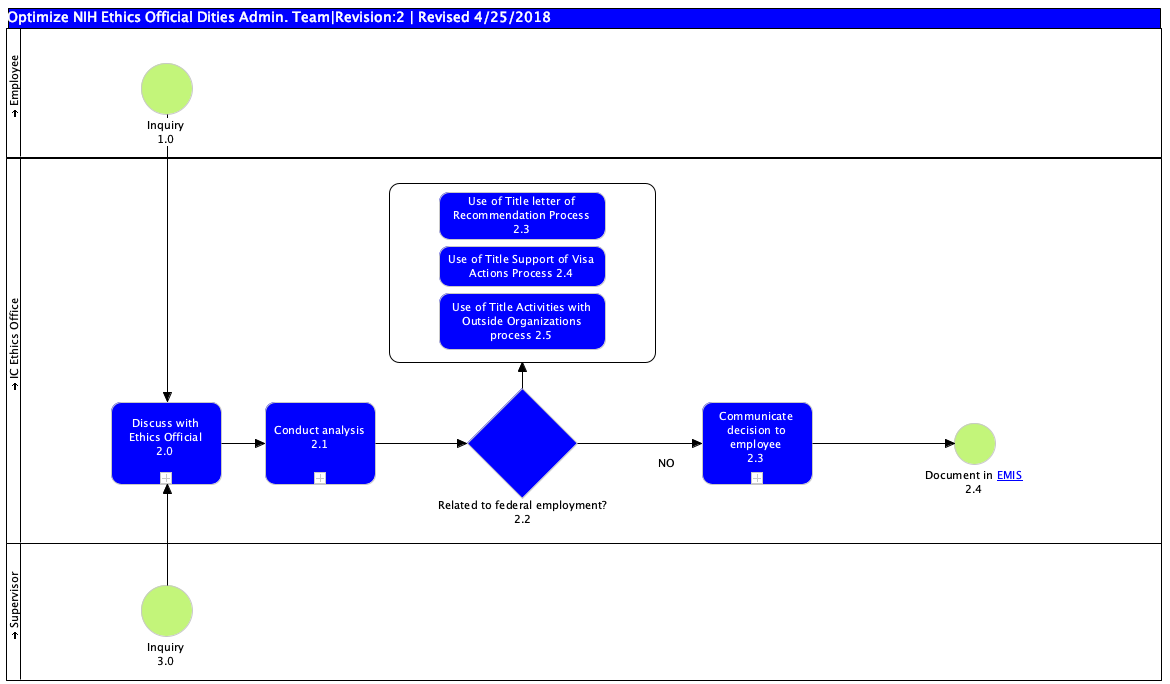 Optimize NIH Ethics Official Dities Admin. Team|Revision:2 | Revised 4/25/2018
Employee
Inquiry
1.0
IC Ethics Office
Use of Title letter of
Recommendation Process
2.3
Use of Title Support of Visa
Actions Process 2.4
Use of Title Activities with
Outside Organizations
process 2.5
Discuss with
Ethics Official
2.0
Conduct analysis
2.1
Related to federal employment?
2.2
NO
Communicate
decision to
employee
2.3
Document in EMIS
2.4
Supervisor
Inquiry
3.0